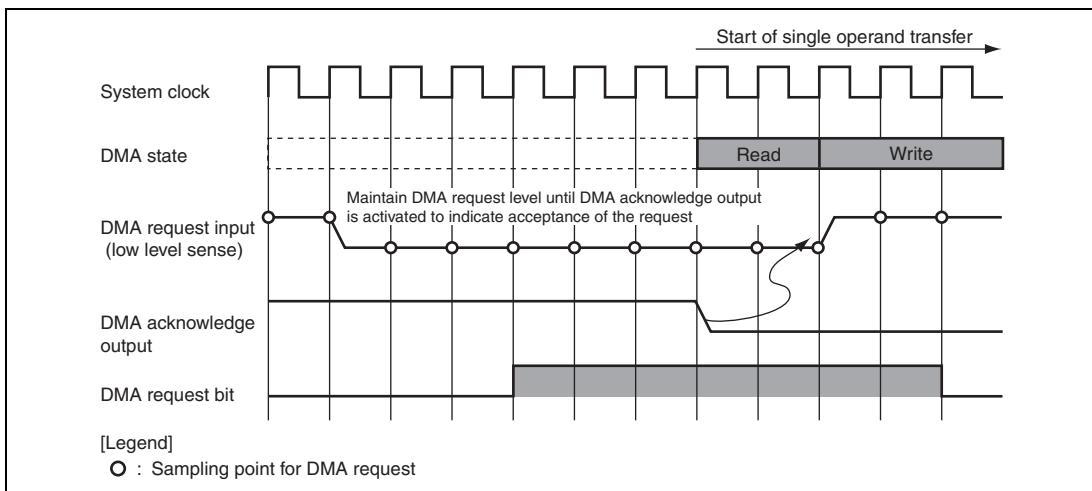 Start of single operand transfer
System clock
DMA state
Read
Write
Maintain DMA request level until DMA acknowledge output
is activated to indicate acceptance of the request
DMA request input
(low level sense)
DMA acknowledge
output
DMA request bit
[Legend]
: Sampling point for DMA request